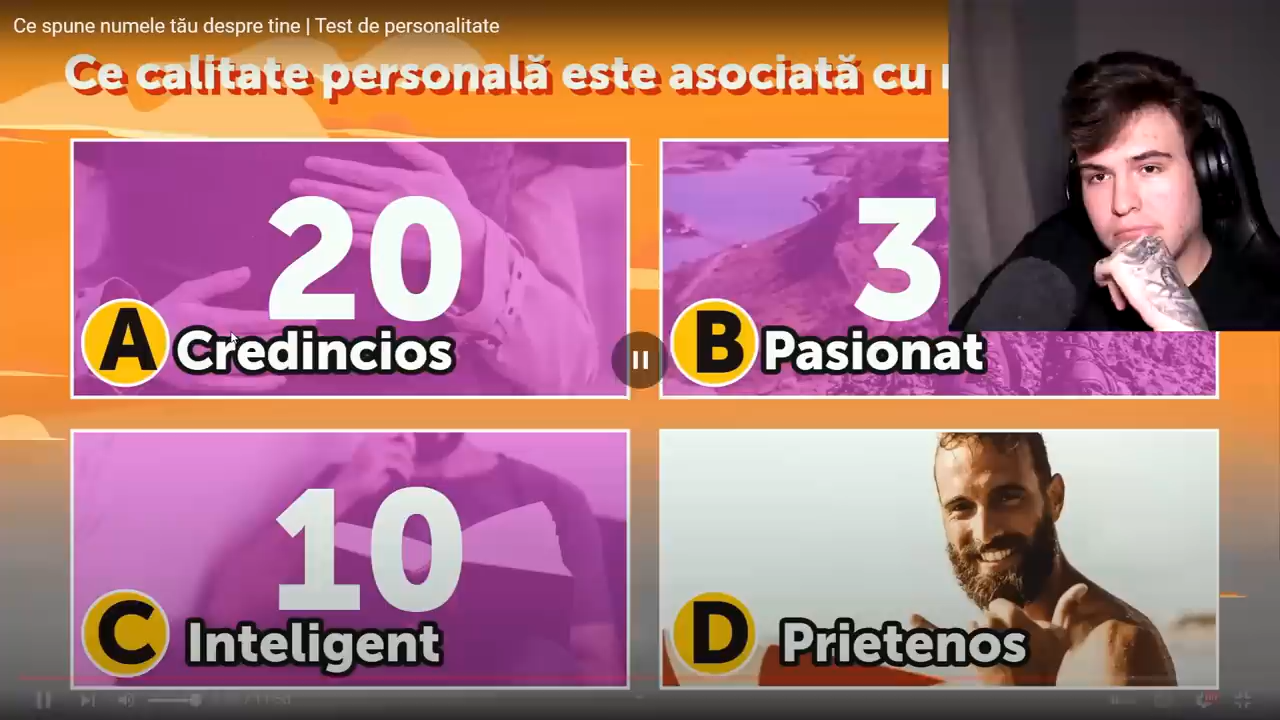 Ce spune numele tău despre tine | Test de personalitate
Ce calitate personală este asociată cu
20
A Credincios
3
B Pasionat
10
C Inteligent
D Prietenos